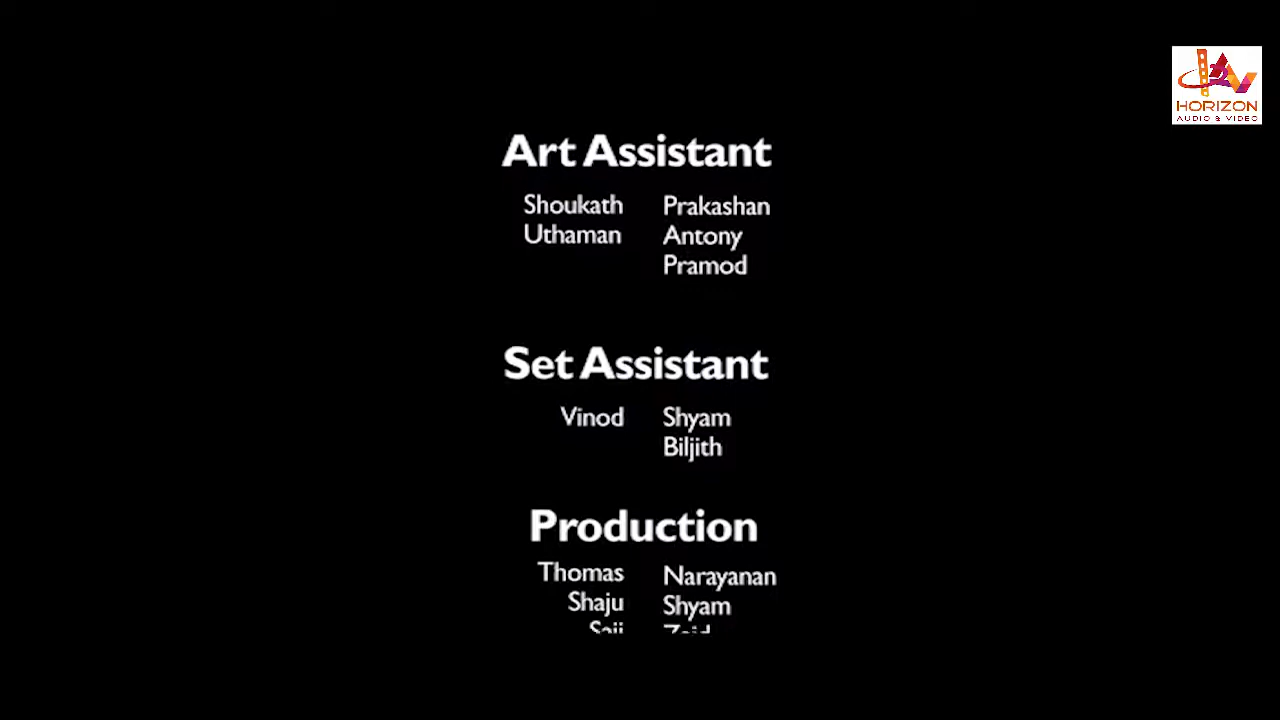 HORIZON
AUDIO & VIDEO
Art Assistant
Shoukath Prakashan
Uthaman Antony
Pramod
Set Assistant
Vinod Shyam
Biljith
Production
Thomas Narayanan
Shaju Shyam